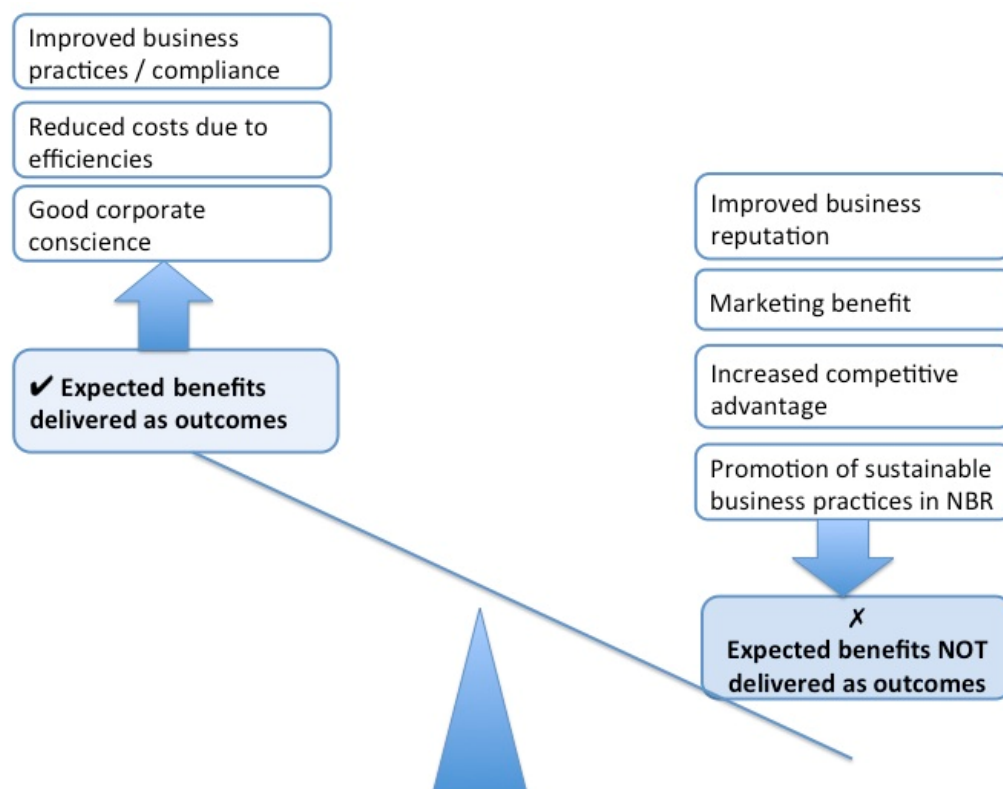 Improved business
practices / compliance
Reduced costs due to
efficiencies
Good corporate
conscience
✔ Expected benefits
delivered as outcomes
Improved business
reputation
Marketing benefit
Increased competitive
advantage
Promotion of sustainable
business practices in NBR
✗
Expected benefits NOT
delivered as outcomes